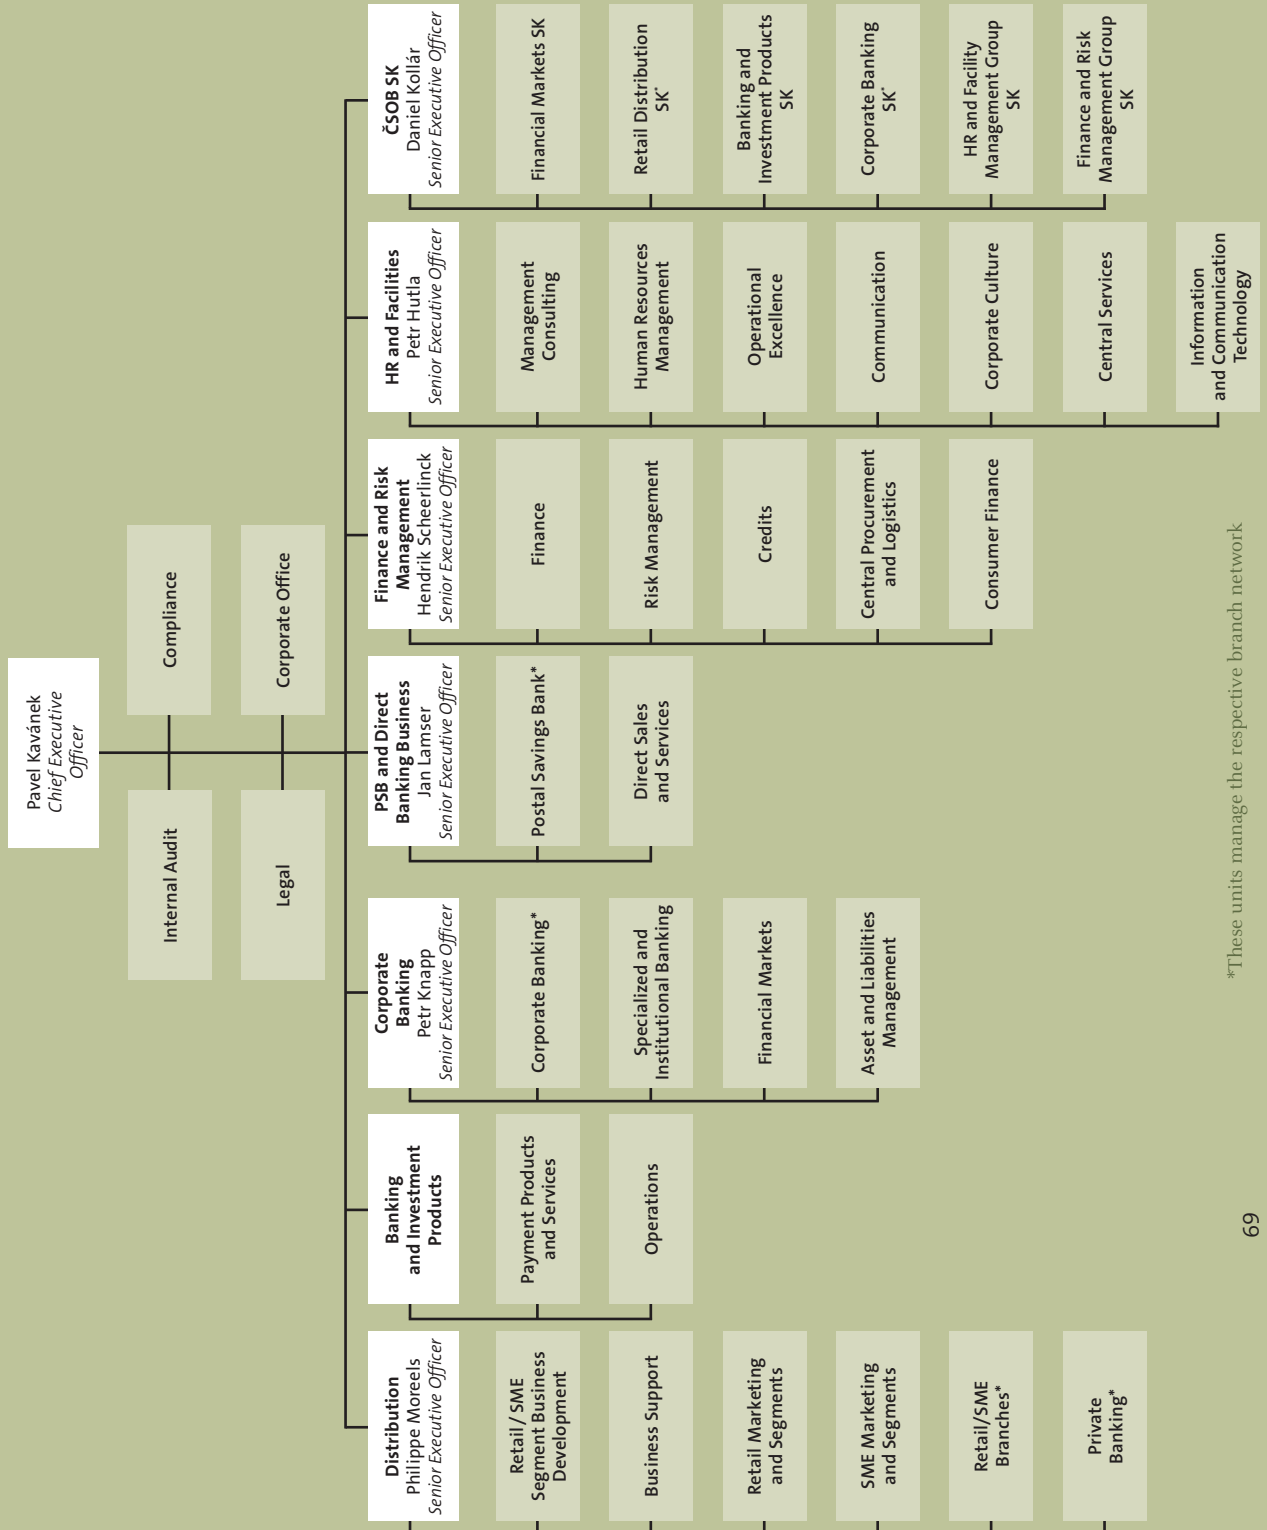 Pavel Kavánek
Chief Executive
Officer
Internal Audit
Compliance
Legal
Corporate Office
Distribution
Philippe Moreels
Senior Executive Officer
Retail / SME
Segment Business
Development
Business Support
Retail Marketing
and Segments
SME Marketing
and Segments
Retail/SME
Branches*
Private
Banking*
Banking
and Investment
Products
Payment Products
and Services
Operations
Corporate
Banking
Petr Knapp
Senior Executive Officer
Corporate Banking*
Specialized and
Institutional Banking
Financial Markets
Asset and Liabilities
Management
PSB and Direct
Banking Business
Jan Lamser
Senior Executive Officer
Postal Savings Bank*
Direct Sales
and Services
Finance and Risk
Management
Hendrik Scheerlinck
Senior Executive Officer
Finance
Risk Management
Credits
Central Procurement
and Logistics
Consumer Finance
HR and Facilities
Petr Hutla
Senior Executive Officer
Management
Consulting
Human Resources
Management
Operational
Excellence
Communication
Corporate Culture
Central Services
Information
and Communication
Technology
ČSOB SK
Daniel Kollár
Senior Executive Officer
Financial Markets SK
Retail Distribution
SK*
Banking and
Investment Products
SK
Corporate Banking
SK*
HR and Facility
Management Group
SK
Finance and Risk
Management Group
SK
*These units manage the respective branch network
69